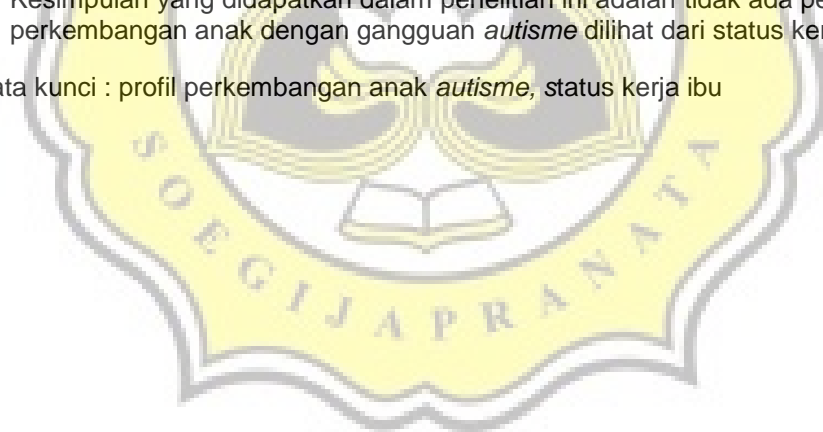 Kesimpulan yang didapatkan dalam penelitian ini adalah tidak ada pe
perkembangan anak dengan gangguan autisme dilihat dari status ker
ata kunci : profil perkembangan anak autisme, status kerja ibu
SOEGIJAPRANATA